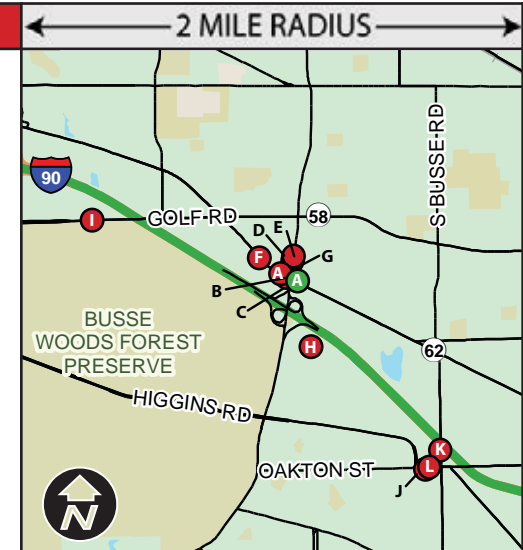 2 MILE RADIUS
S BUSSE RD
90
I
GOLF RD
58
D
E
F
A
G
A
B
C
BUSSE
WOODS FOREST
PRESERVE
H
62
HIGGINS RD
K
OAKTON ST
L
J
N